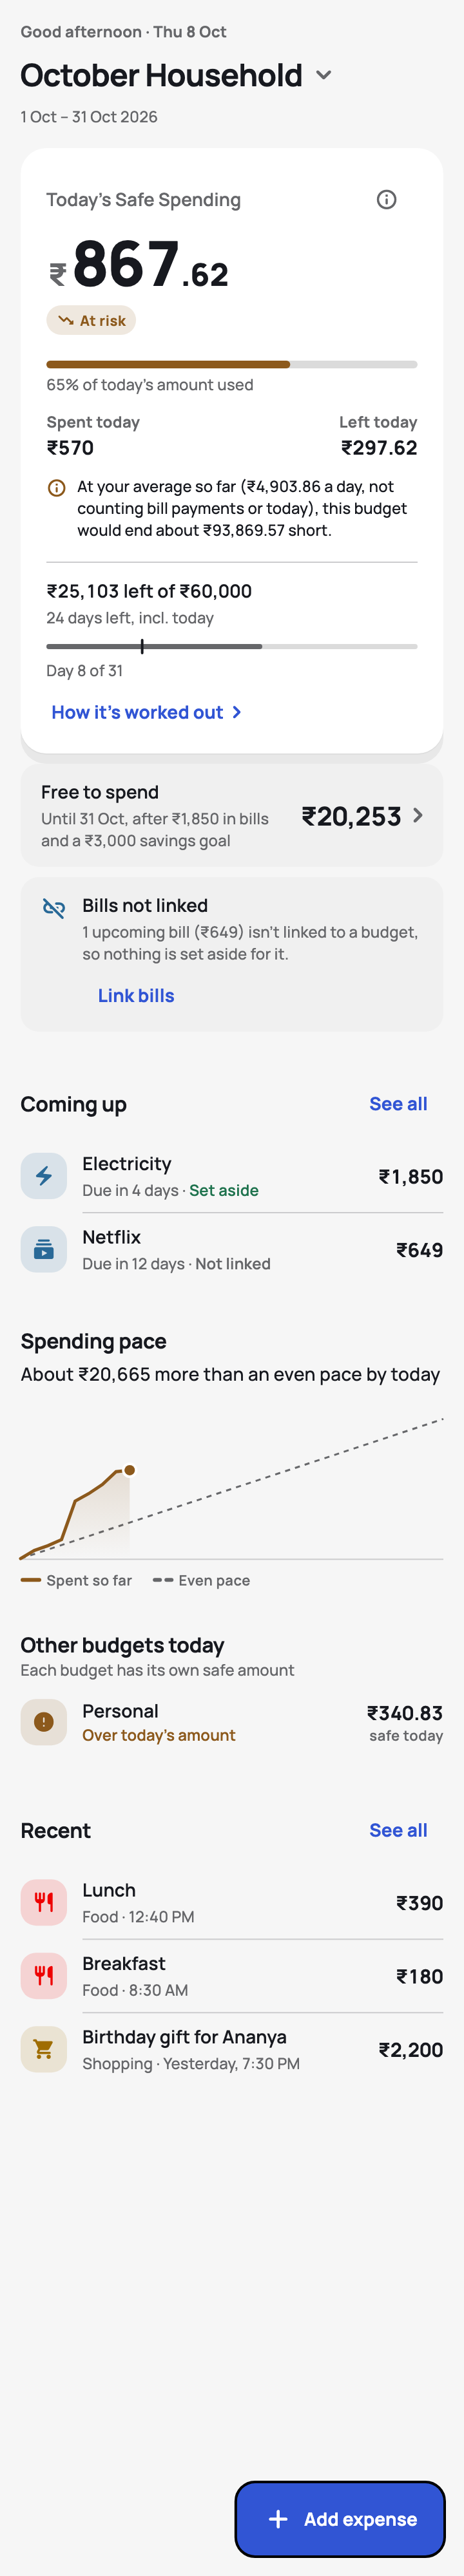 Good afternoon · Thu 8 Oct
October Household
1 Oct – 31 Oct 2026
Today's Safe Spending
₹867.62
At risk
65% of today's amount used
Spent today
Left today
₹570
₹297.62
At your average so far (₹4,903.86 a day, not
counting bill payments or today), this budget
would end about ₹93,869.57 short.
₹25,103 left of ₹60,000
24 days left, incl. today
Day 8 of 31
How it's worked out
Free to spend
Until 31 Oct, after ₹1,850 in bills
and a ₹3,000 savings goal
₹20,253
Bills not linked
1 upcoming bill (₹649) isn't linked to a budget,
so nothing is set aside for it.
Link bills
Coming up
See all
Electricity
Due in 4 days · Set aside
₹1,850
Netflix
Due in 12 days · Not linked
₹649
Spending pace
About ₹20,665 more than an even pace by today
Spent so far
Even pace
Other budgets today
Each budget has its own safe amount
Personal
Over today's amount
₹340.83
safe today
Recent
See all
Lunch
Food · 12:40 PM
₹390
Breakfast
Food · 8:30 AM
₹180
Birthday gift for Ananya
Shopping · Yesterday, 7:30 PM
₹2,200
Add expense